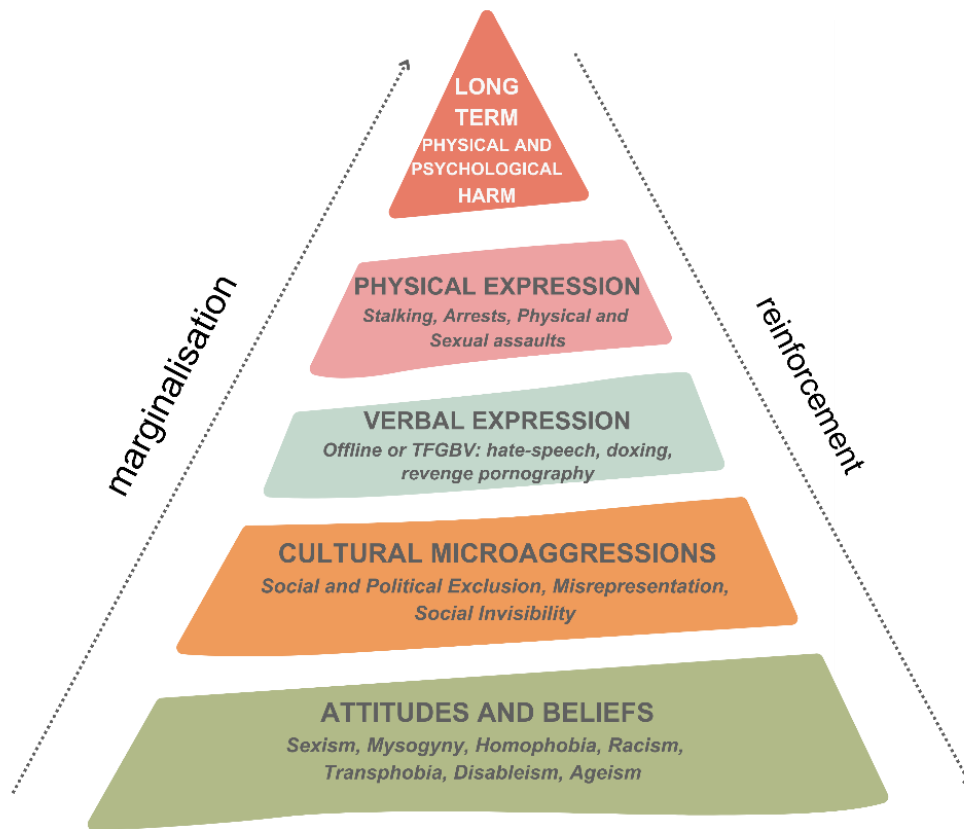 LONG
TERM
PHYSICAL AND
PSYCHOLOGICAL
HARM
marginalisation
reinforcement
PHYSICAL EXPRESSION
Stalking, Arrests, Physical and
Sexual assaults
VERBAL EXPRESSION
Offline or TFGBV: hate-speech, doxing,
revenge pornography
CULTURAL MICROAGGRESSIONS
Social and Political Exclusion, Misrepresentation,
Social Invisibility
ATTITUDES AND BELIEFS
Sexism, Mysogyny, Homophobia, Racism,
Transphobia, Disableism, Ageism